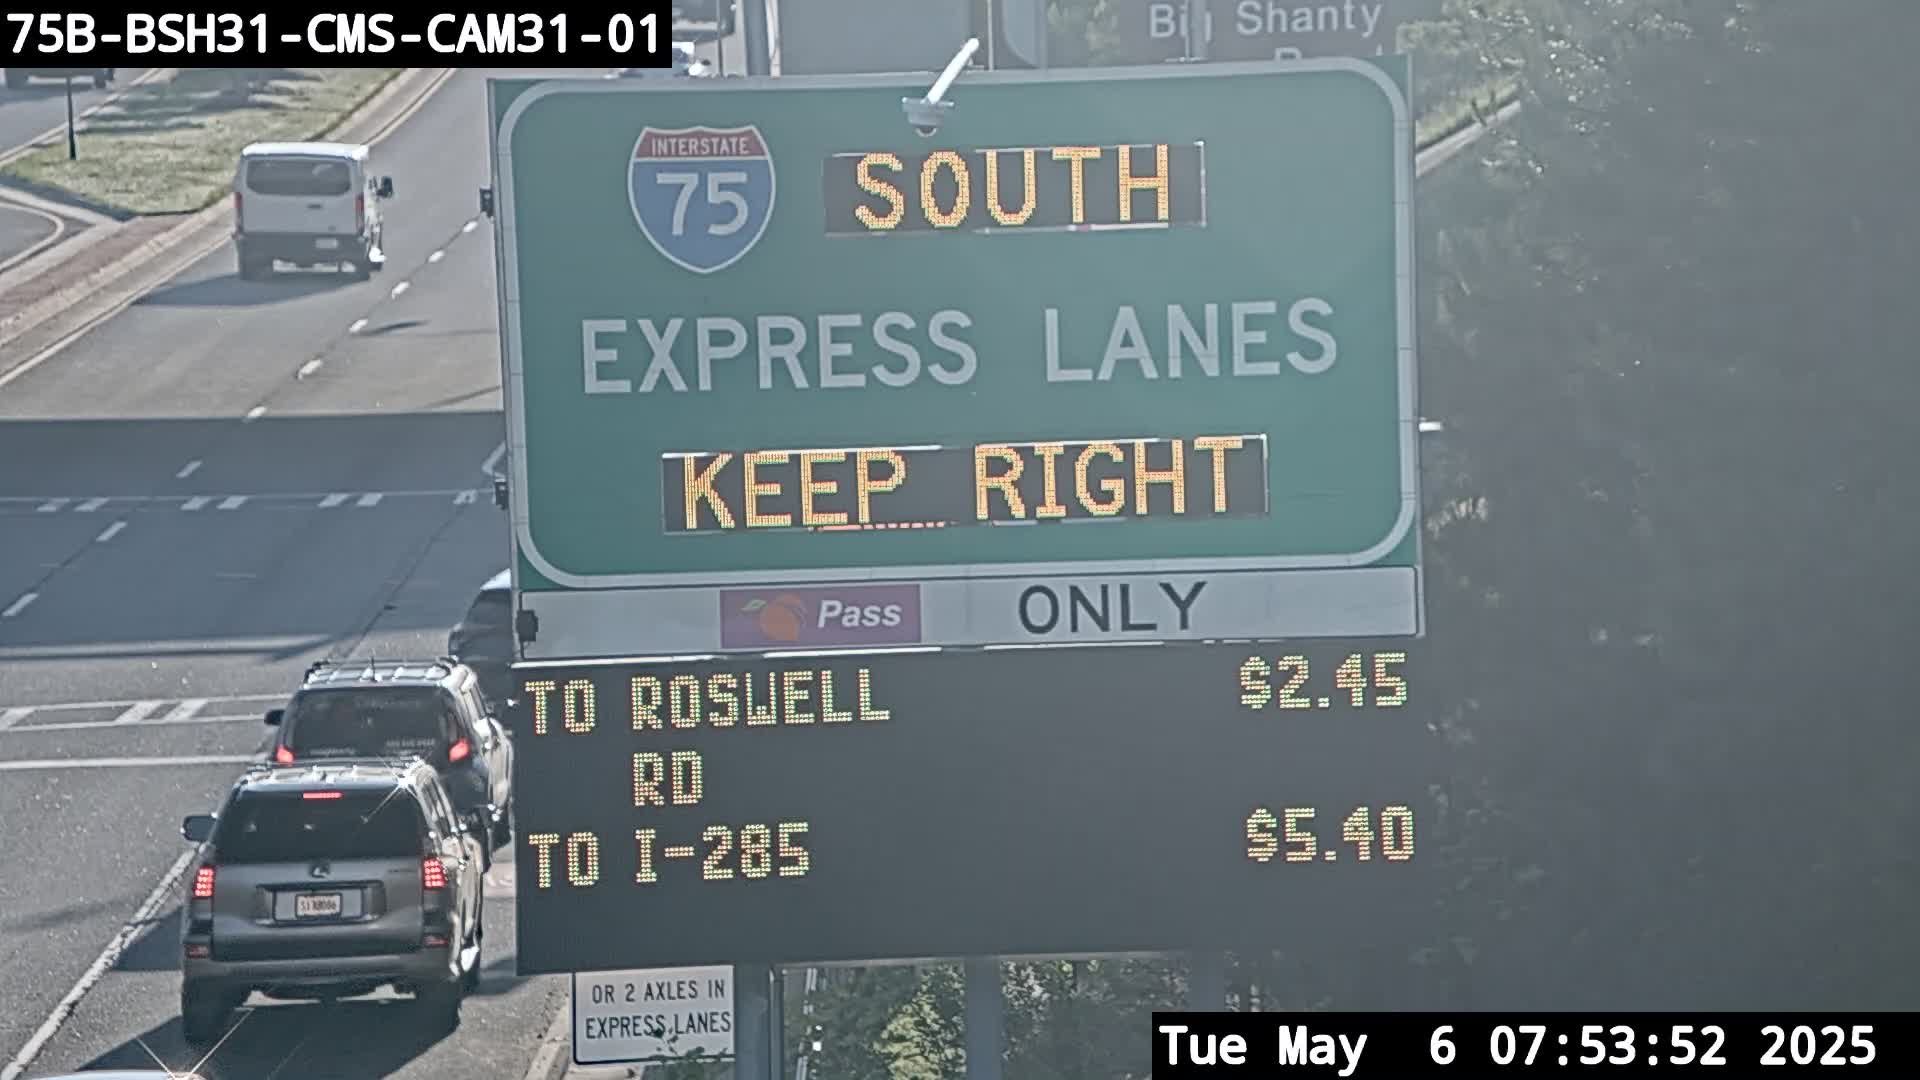 75B-BSH31-CMS-CAM31-01
Big Shanty
INTERSTATE
75
SOUTH
EXPRESS LANES
KEEP RIGHT
Pass ONLY
TO ROSWELL $2.45
RD
TO I-285 $5.40
OR 2 AXLES IN
EXPRESS LANES
Tue May 6 07:53:52 2025